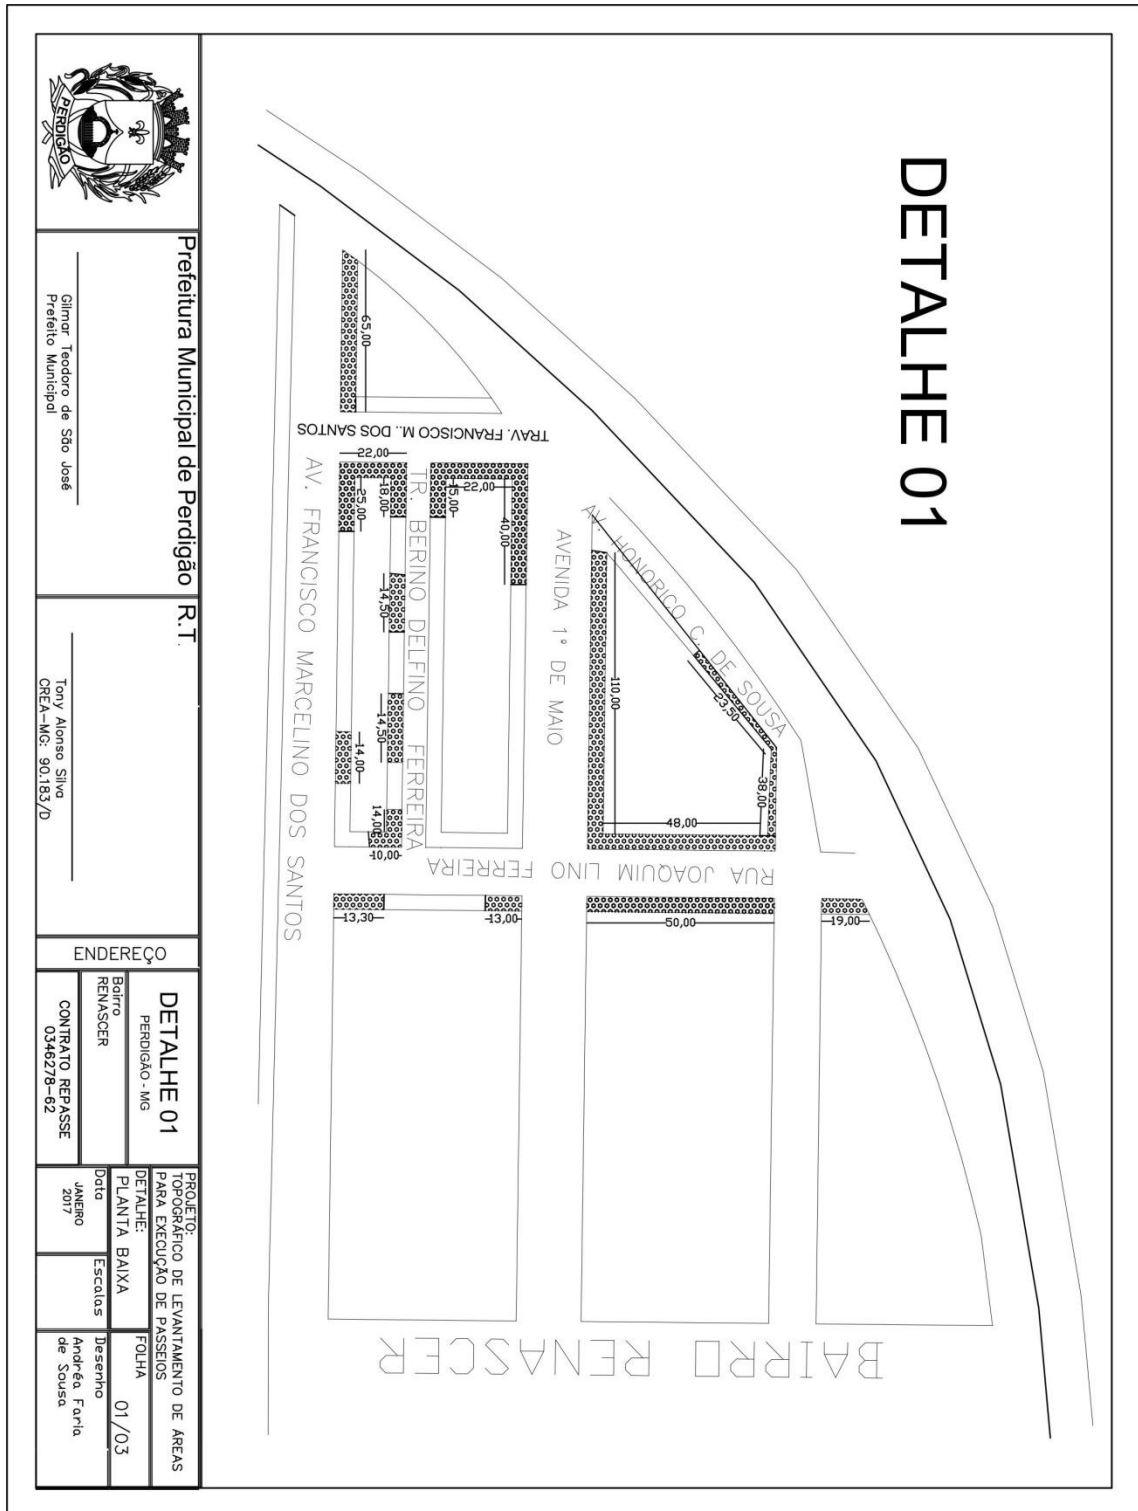 DETALHE 01
65,00
TRAV. FRANCISCO M.. DOS SANTOS
22,00
18,00
25,00
15,00
22,00
40,00
TR. BERINO DELFINO FERREIRA
AV. FRANCISCO MARCELINO DOS SANTOS
AVENIDA 1º DE MAIO
AV. HONORICO C. DE SOUSA
14,50
14,50
14,00
14,00
10,00
110,00
23,50
38,00
48,00
RUA JOAQUIM LINO FERREIRA
13,30
13,00
50,00
19,00
BAIRRO RENASCER
PERDIGÃO
Prefeitura Municipal de Perdigão
Gilmar Teodoro de São José
Prefeito Municipal
R.T.
Tony Alonso Silva
CREA-MG: 90.183/D
ENDEREÇO
DETALHE 01
PERDIGÃO - MG
Bairro
RENASCER
CONTRATO REPASSE
0346278-62
PROJETO:
TOPOGRÁFICO DE LEVANTAMENTO DE ÁREAS
PARA EXECUÇÃO DE PASSEIOS
DETALHE:
PLANTA BAIXA
FOLHA
01/03
Data
JANEIRO
2017
Escalas
Desenho
Andréa Faria
de Sousa